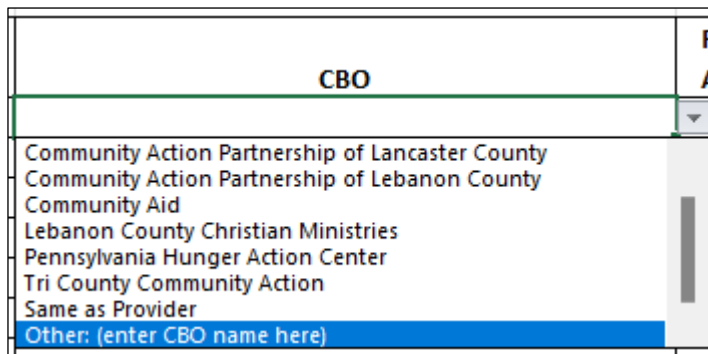 CBO
Community Action Partnership of Lancaster County
Community Action Partnership of Lebanon County
Community Aid
Lebanon County Christian Ministries
Pennsylvania Hunger Action Center
Tri County Community Action
Same as Provider
Other: (enter CBO name here)